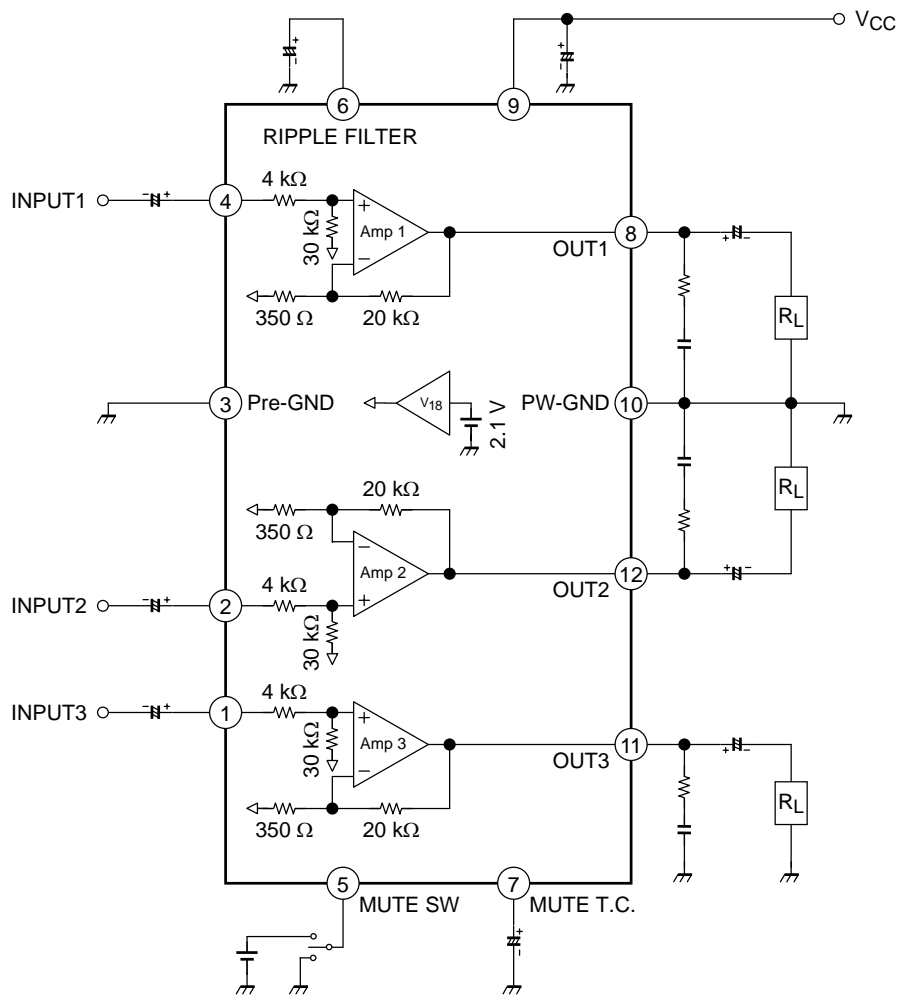 VCC
6
9
RIPPLE FILTER
INPUT1
4
4 kΩ
30 kΩ
+
Amp 1
−
350 Ω
20 kΩ
OUT1
8
RL
3
Pre-GND
V18
2.1 V
PW-GND
10
RL
20 kΩ
350 Ω
−
Amp 2
+
OUT2
12
INPUT2
2
4 kΩ
30 kΩ
INPUT3
1
4 kΩ
30 kΩ
+
Amp 3
−
350 Ω
20 kΩ
OUT3
11
RL
5
MUTE SW
7
MUTE T.C.